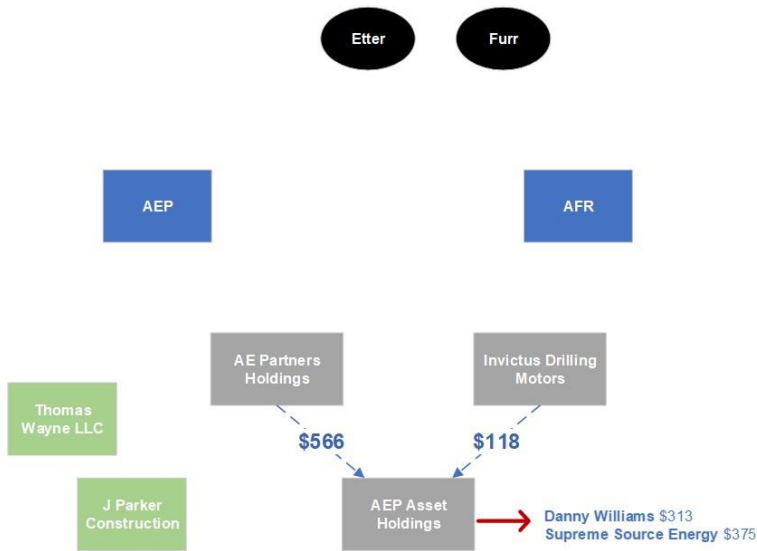 Etter
Furr
AEP
AFR
AE Partners
Holdings
Invictus Drilling
Motors
Thomas
Wayne LLC
$566
$118
J Parker
Construction
AEP Asset
Holdings
Danny Williams $313
Supreme Source Energy $375